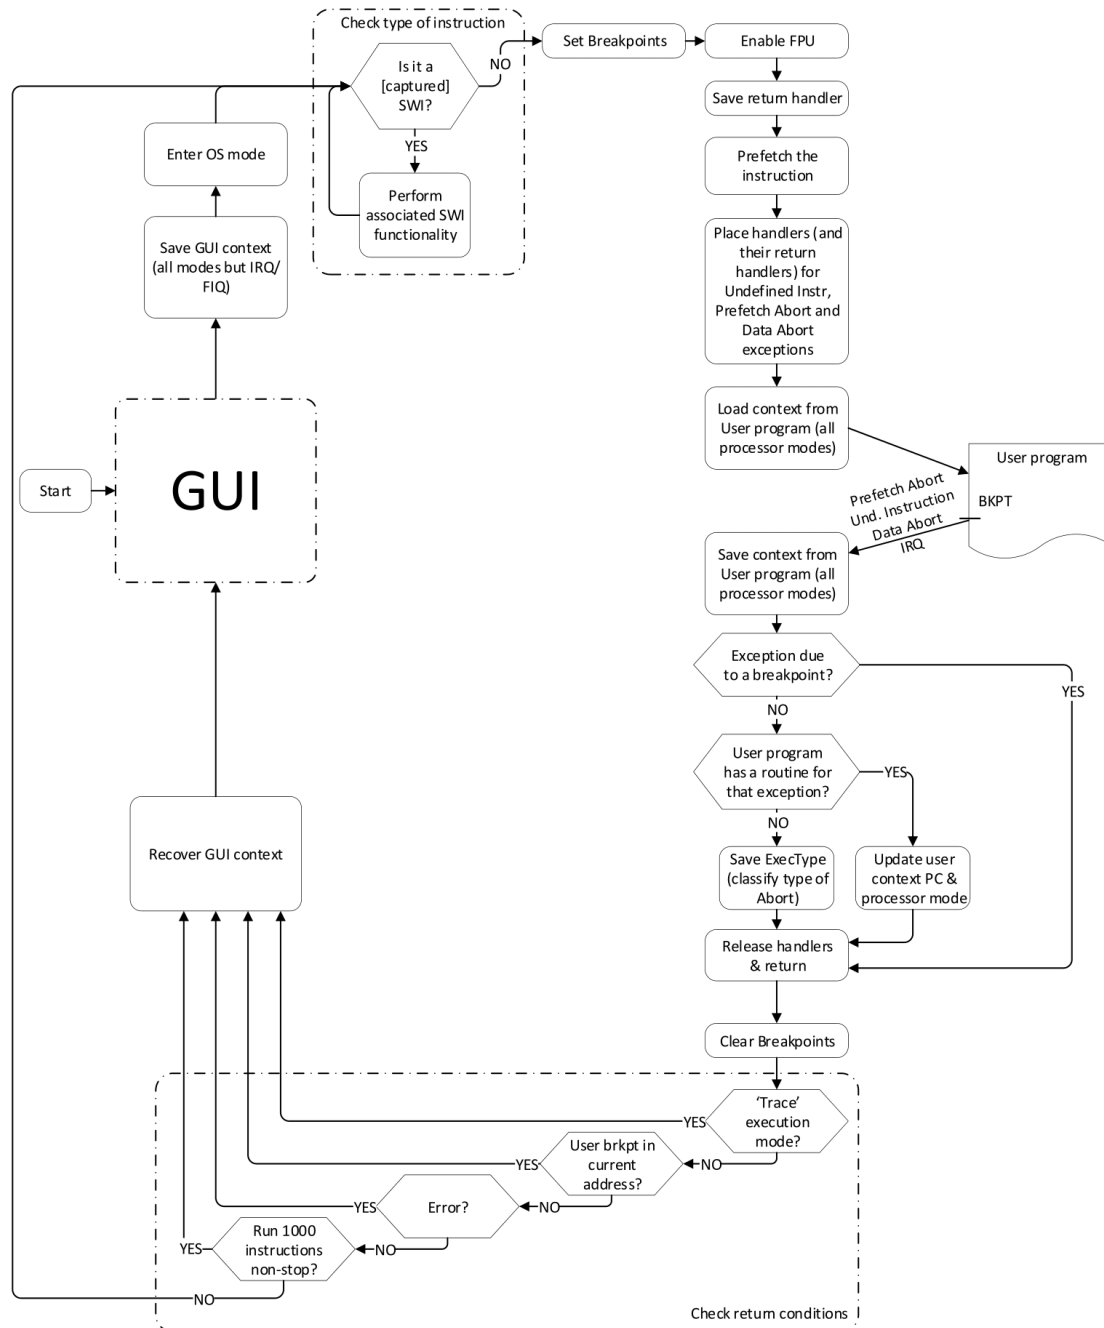 Check type of instruction
Is it a
[captured]
SWI?
NO
YES
Perform
associated SWI
functionality
Set Breakpoints
Enable FPU
Save return handler
Prefetch the
instruction
Place handlers (and
their return
handlers) for
Undefined Instr,
Prefetch Abort and
Data Abort
exceptions
Load context from
User program (all
processor modes)
User program
BKPT
Prefetch Abort
Und. Instruction
Data Abort
IRQ
Save context from
User program (all
processor modes)
Exception due
to a breakpoint?
YES
NO
User program
has a routine for
that exception?
YES
NO
Save ExecType
(classify type of
Abort)
Update user
context PC &
processor mode
Release handlers
& return
Clear Breakpoints
‘Trace’
execution
mode?
YES
NO
User brkpt in
current
address?
YES
NO
Error?
YES
NO
Run 1000
instructions
non-stop?
YES
NO
Check return conditions
Recover GUI context
GUI
Start
Save GUI context
(all modes but IRQ/
FIQ)
Enter OS mode